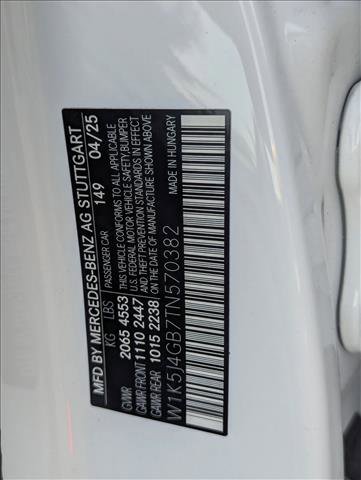 MFD BY MERCEDES-BENZ AG STUTTGART
PASSENGER CAR 149 04/25
KG LBS
GVWR 2065 4553
GAWR FRONT 1110 2447
GAWR REAR 1015 2238
THIS VEHICLE CONFORMS TO ALL APPLICABLE
U.S. FEDERAL MOTOR VEHICLE SAFETY, BUMPER
AND THEFT PREVENTION STANDARDS IN EFFECT
ON THE DATE OF MANUFACTURE SHOWN ABOVE
MADE IN HUNGARY
W1K5J4GB7TN570382